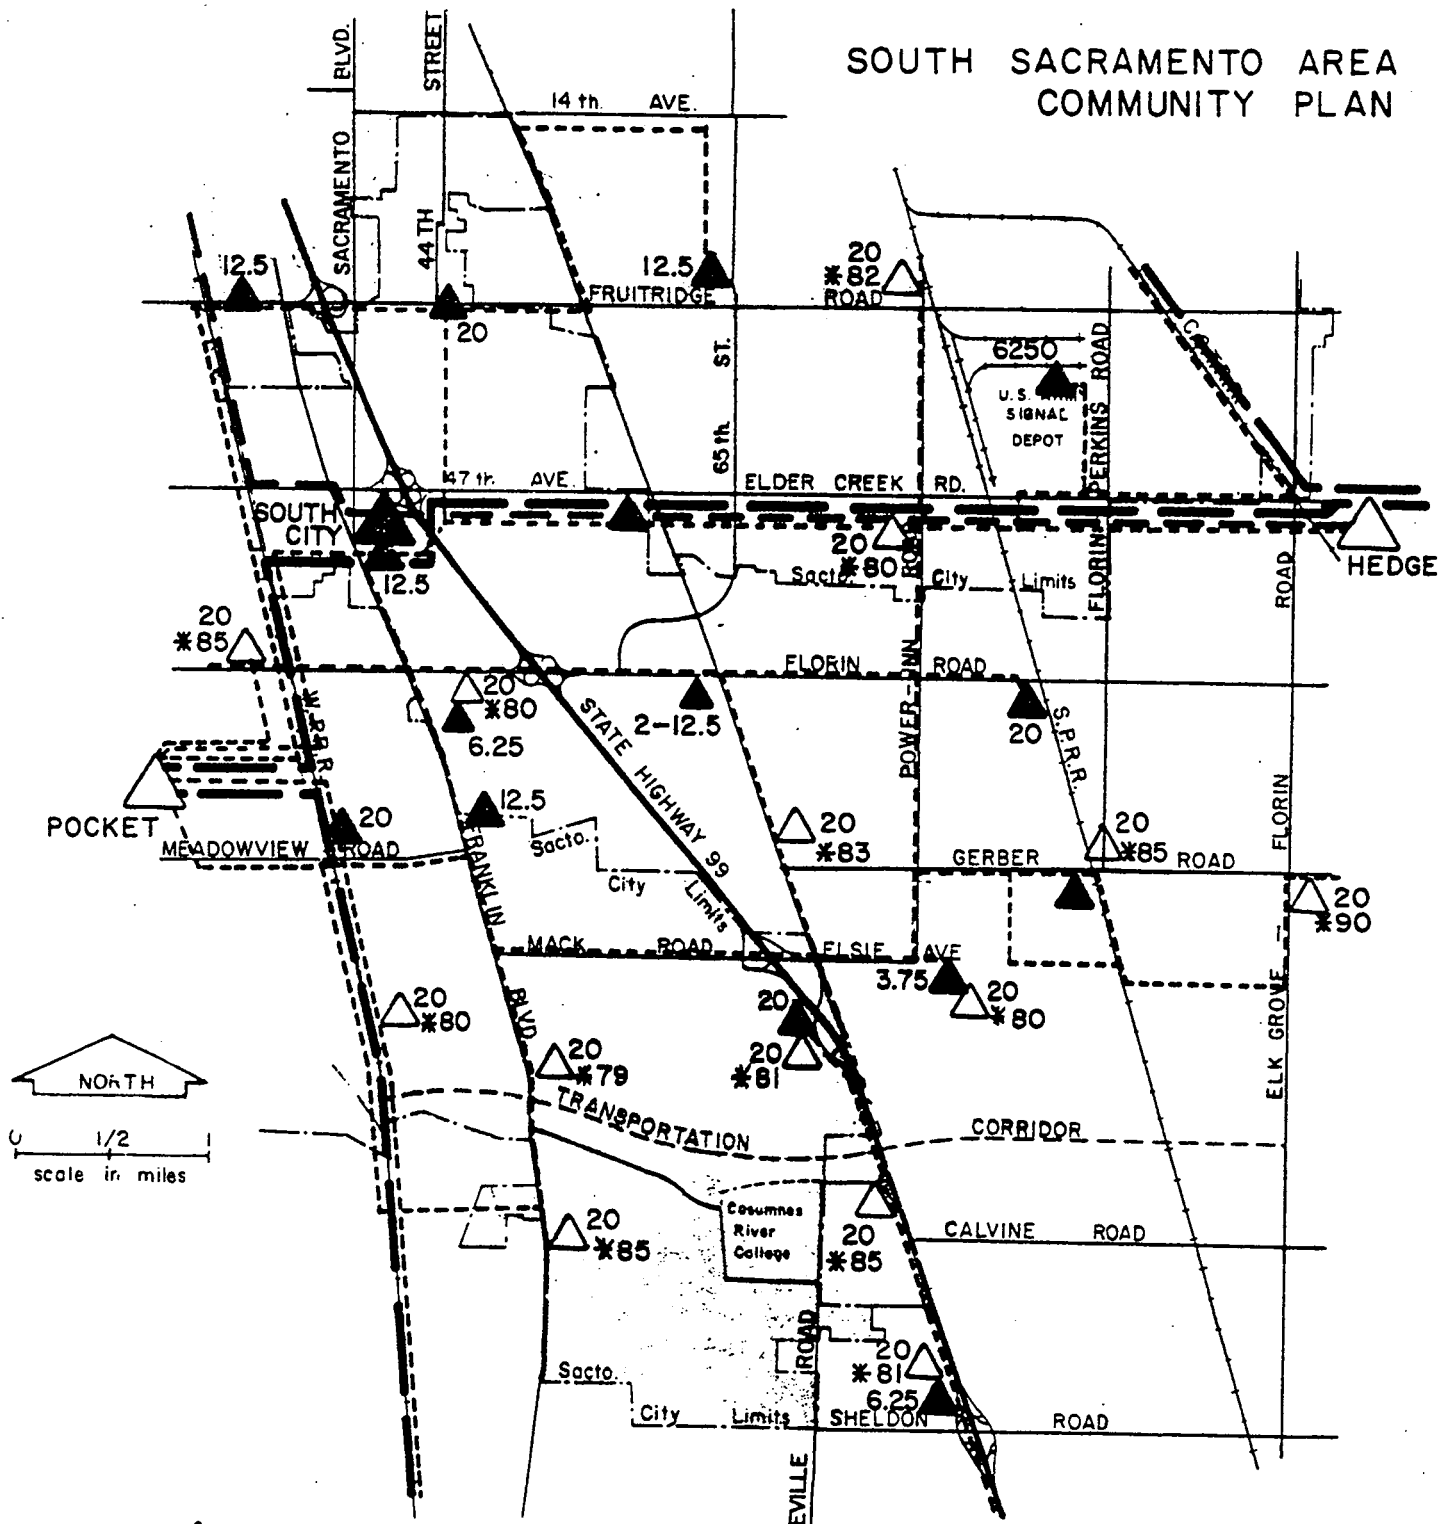 SOUTH SACRAMENTO AREA
COMMUNITY PLAN
SACRAMENTO BLVD.
44TH STREET
14 th. AVE.
12.5
20
12.5
FRUITRIDGE ROAD
20
*82
6250
U.S.
SIGNAL
DEPOT
65th. ST.
FLORIN PERKINS ROAD
47 th. AVE.
ELDER CREEK RD.
SOUTH
CITY
12.5
20
*80
Sacto. City Limits
HEDGE
20
*85
FLORIN ROAD
20
*80
6.25
2-12.5
20
W.P.R.R.
S.P.R.R.
STATE HIGHWAY 99
POWER-INN ROAD
POCKET
20
12.5
MEADOWVIEW ROAD
FRANKLIN BLVD.
Sacto.
City
Limits
20
*83
GERBER ROAD
20
*85
20
*90
ELK GROVE - FLORIN ROAD
MACK ROAD
ELSIE AVE
3.75
20
*80
20
*80
20
20
*81
20
*79
NORTH
0 1/2 1
scale in miles
TRANSPORTATION CORRIDOR
Cosumnes
River
College
20
*85
20
*85
CALVINE ROAD
20
*81
6.25
Sacto.
City Limits
SHELDON ROAD
EVILLE ROAD